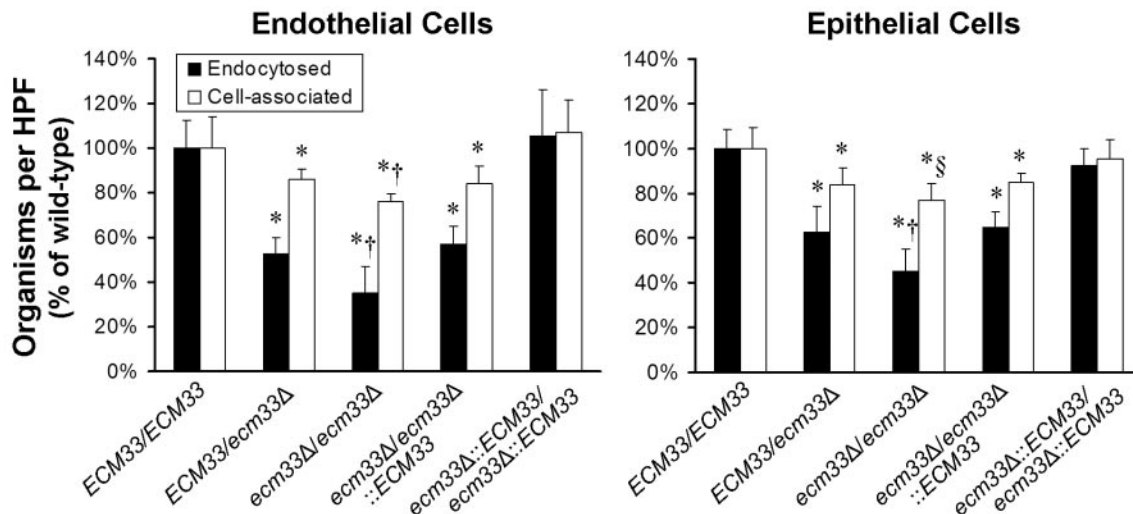 Endothelial Cells
Epithelial Cells
Organisms per HPF
(% of wild-type)
140%
120%
100%
80%
60%
40%
20%
0%
Endocytosed
Cell-associated
*
*
*†
*†
*
*
ECM33/ECM33
ECM33/ecm33Δ
ecm33Δ/ecm33Δ
ecm33Δ/ecm33Δ
::ECM33
ecm33Δ::ECM33/
ecm33Δ::ECM33
140%
120%
100%
80%
60%
40%
20%
0%
*
*
*†
*§
*
*
ECM33/ECM33
ECM33/ecm33Δ
ecm33Δ/ecm33Δ
ecm33Δ/ecm33Δ
::ECM33
ecm33Δ::ECM33/
ecm33Δ::ECM33